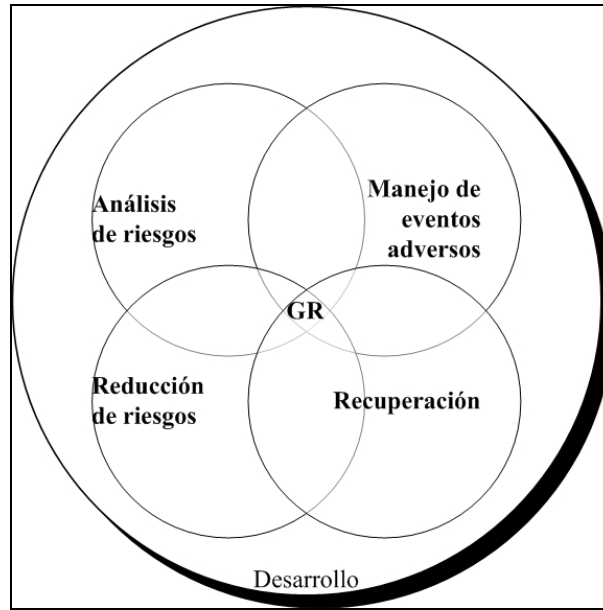 Análisis
de riesgos
Manejo de
eventos
adversos
GR
Reducción
de riesgos
Recuperación
Desarrollo